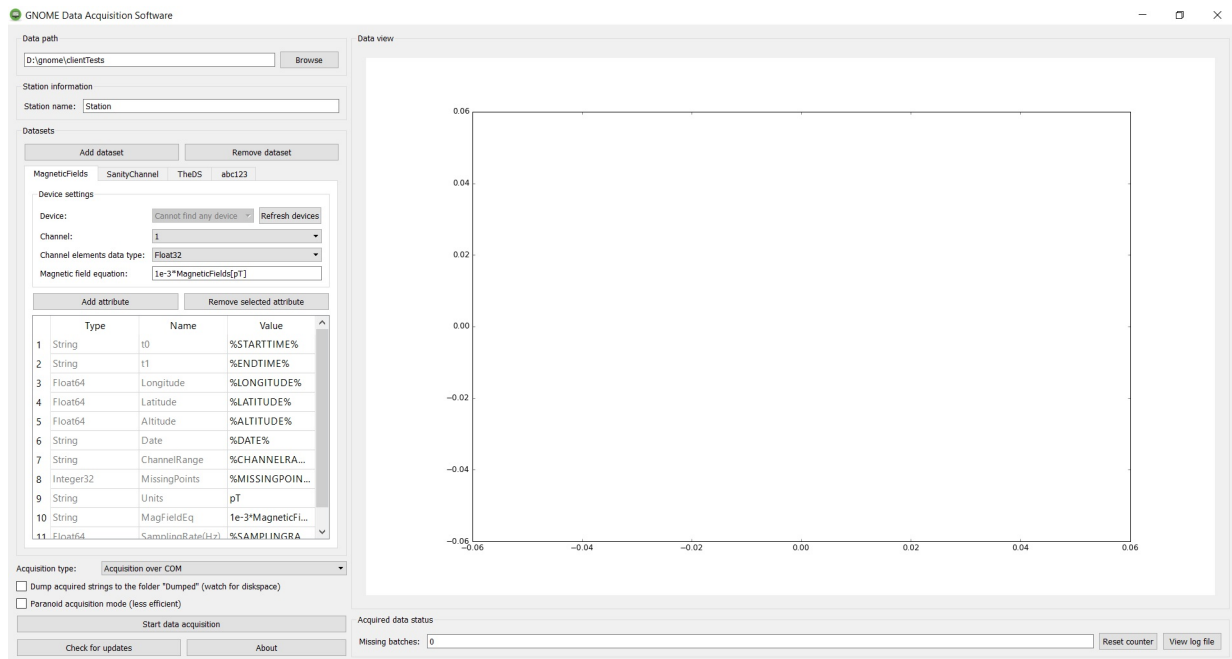 GNOME Data Acquisition Software
Data path
D:\gnome\clientTests
Browse
Station information
Station name: Station
Datasets
Add dataset Remove dataset
MagneticFields SanityChannel TheDS abc123
Device settings
Device: Cannot find any device Refresh devices
Channel: 1
Channel elements data type: Float32
Magnetic field equation: 1e-3*MagneticFields[pT]
Add attribute Remove selected attribute
Type Name Value
1 String t0 %STARTTIME%
2 String t1 %ENDTIME%
3 Float64 Longitude %LONGITUDE%
4 Float64 Latitude %LATITUDE%
5 Float64 Altitude %ALTITUDE%
6 String Date %DATE%
7 String ChannelRange %CHANNELRA...
8 Integer32 MissingPoints %MISSINGPOIN...
9 String Units pT
10 String MagFieldEq 1e-3*MagneticFi...
11 Float64 SamplingRate(Hz) %SAMPLINGRA
Acquisition type: Acquisition over COM
Dump acquired strings to the folder "Dumped" (watch for diskspace)
Paranoid acquisition mode (less efficient)
Start data acquisition
Check for updates About
Data view
0.06
0.04
0.02
0.00
−0.02
−0.04
−0.06
−0.06 −0.04 −0.02 0.00 0.02 0.04 0.06
Acquired data status
Missing batches: 0 Reset counter View log file